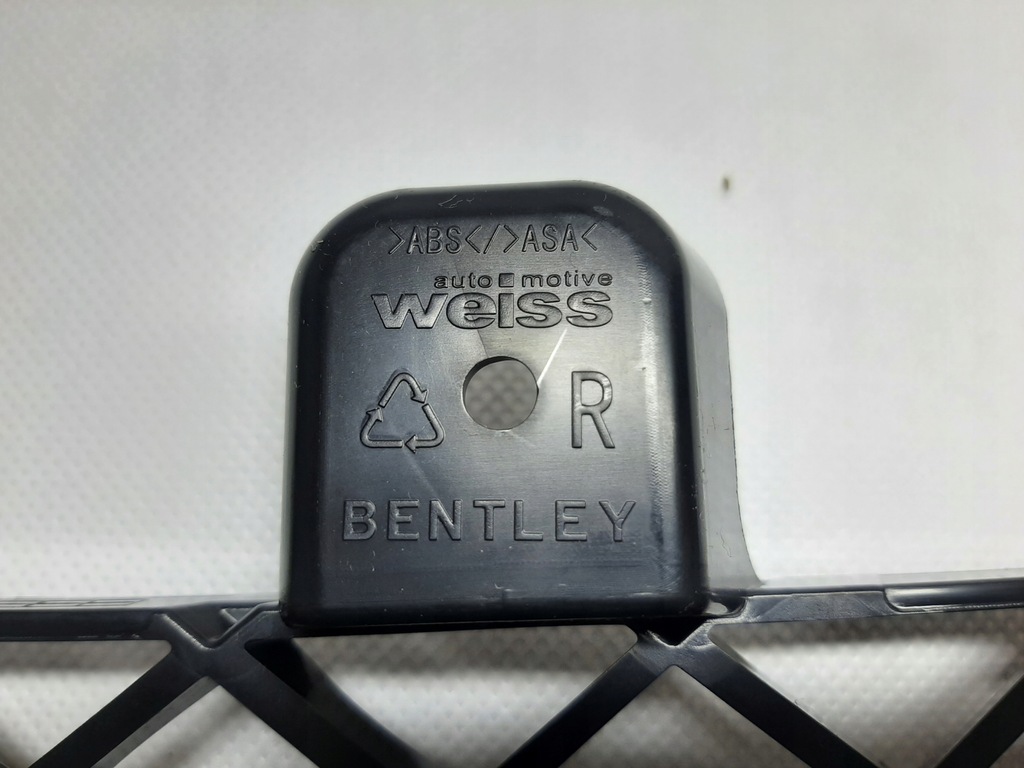 >ABS</>ASA<
auto motive
weiss
R
BENTLEY